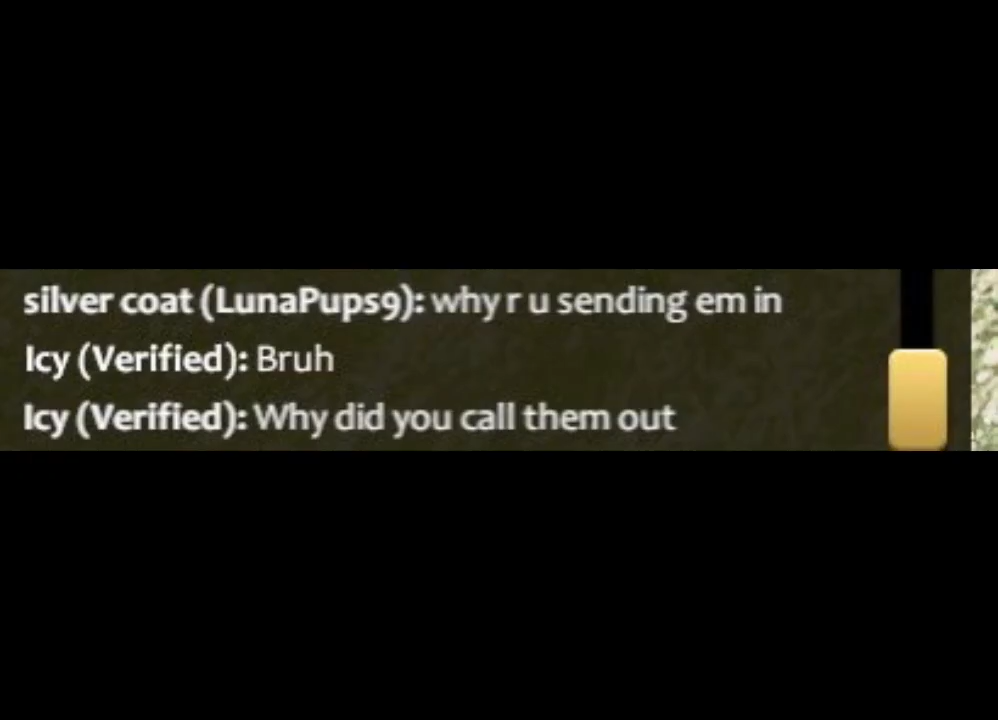 silver coat (LunaPups9): why r u sending em in
Icy (Verified): Bruh
Icy (Verified): Why did you call them out